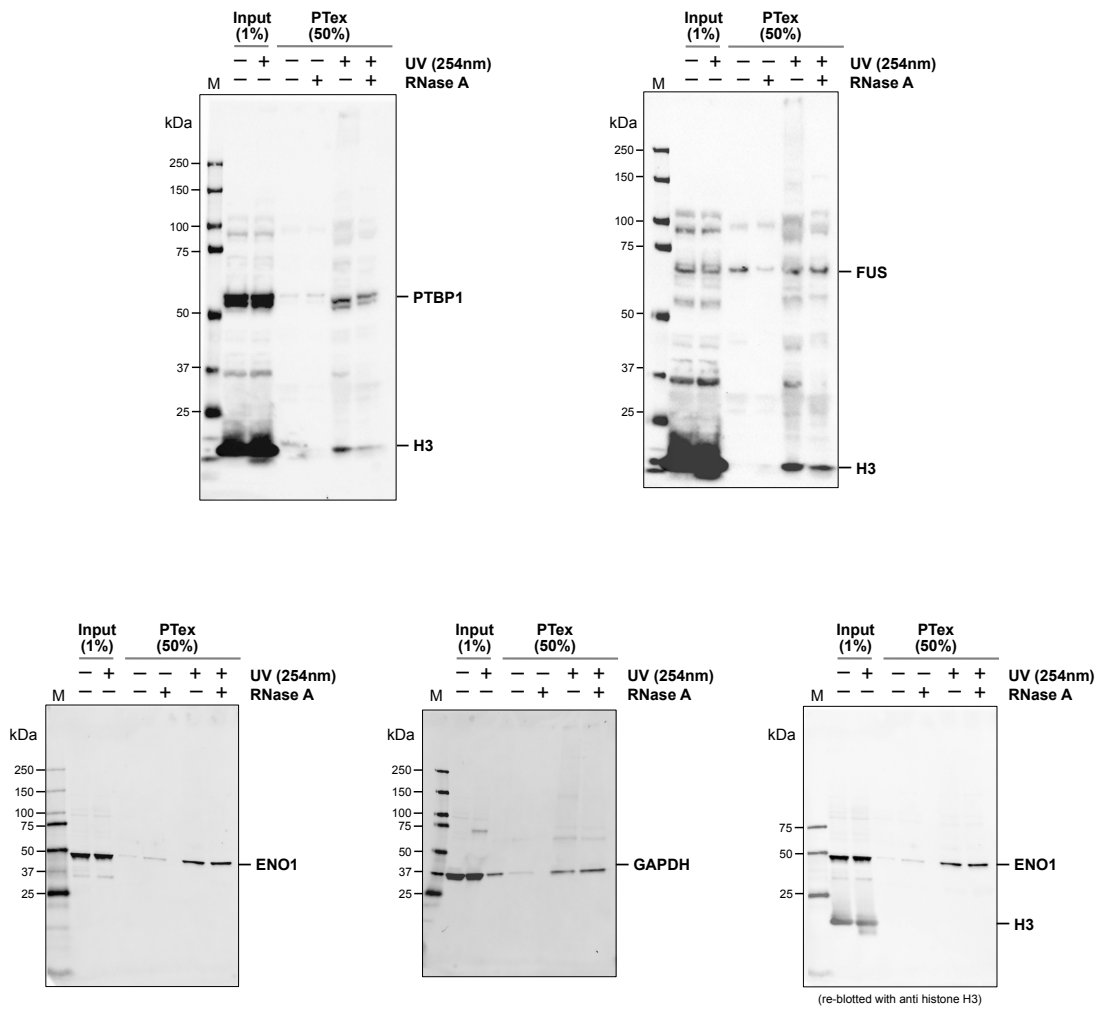 Input PTex
(1%) (50%)
– + – – + + UV (254nm)
M – – – + – + RNase A
kDa
250
150
100
75
PTBP1
50
37
25
H3
Input PTex
(1%) (50%)
– + – – + + UV (254nm)
M – – – + – + RNase A
kDa
250
150
100
75
FUS
50
37
25
H3
Input PTex
(1%) (50%)
– + – – + + UV (254nm)
M – – – + – + RNase A
kDa
250
150
100
75
50
ENO1
37
25
Input PTex
(1%) (50%)
– + – – + + UV (254nm)
M – – – + – + RNase A
kDa
250
150
100
75
50
GAPDH
37
25
Input PTex
(1%) (50%)
– + – – + + UV (254nm)
M – – – + – + RNase A
kDa
75
50
ENO1
25
H3
(re-blotted with anti histone H3)